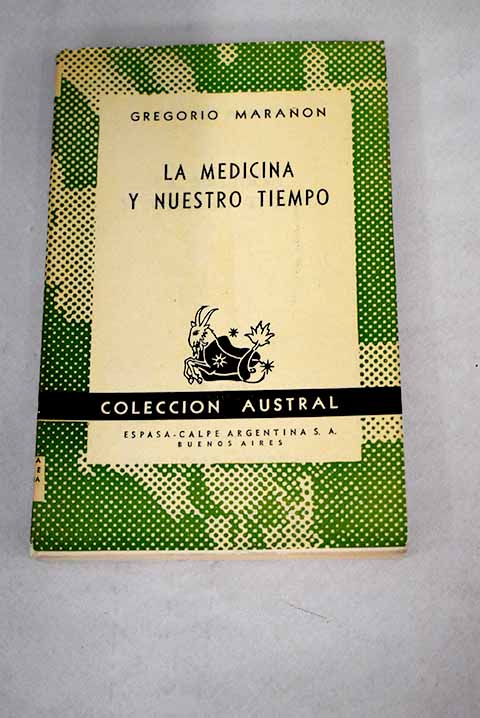 GREGORIO MARAÑON
LA MEDICINA
Y NUESTRO TIEMPO
COLECCION AUSTRAL
ESPASA-CALPE ARGENTINA S. A.
BUENOS AIRES